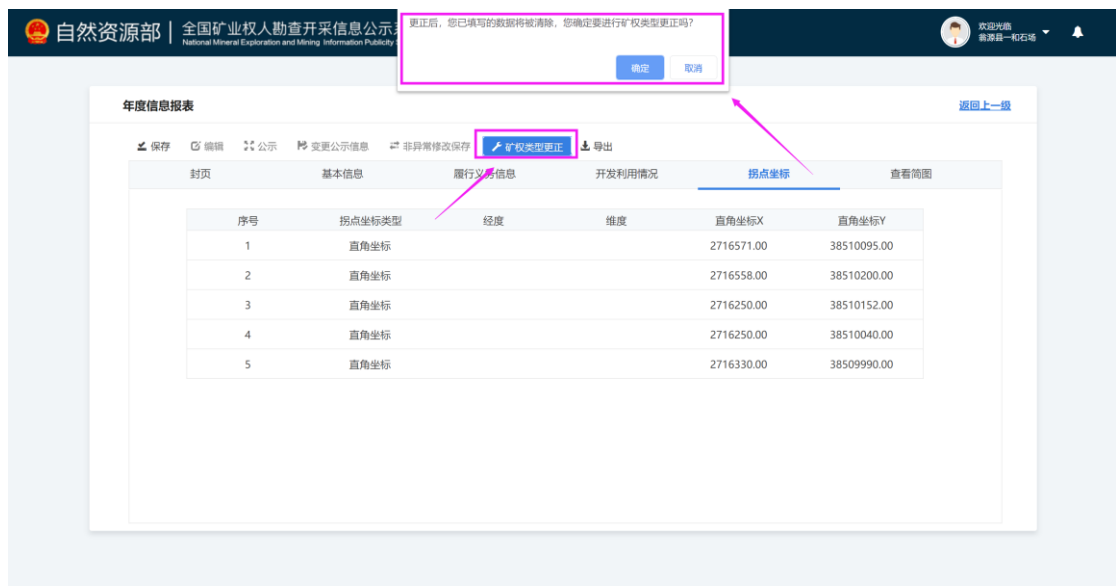 自然资源部
全国矿业权人勘查开采信息公示系
National Mineral Exploration and Mining Information Publicity
更正后，您已填写的数据将被清除，您确定要进行矿权类型更正吗?
确定 取消
欢迎光临
翁源县一和石场
年度信息报表
返回上一级
保存 编辑 公示 变更公示信息 非异常修改保存 矿权类型更正 导出
封页 基本信息 履行义务信息 开发利用情况 拐点坐标 查看简图
序号 拐点坐标类型 经度 维度 直角坐标X 直角坐标Y
1 直角坐标 2716571.00 38510095.00
2 直角坐标 2716558.00 38510200.00
3 直角坐标 2716250.00 38510152.00
4 直角坐标 2716250.00 38510040.00
5 直角坐标 2716330.00 38509990.00